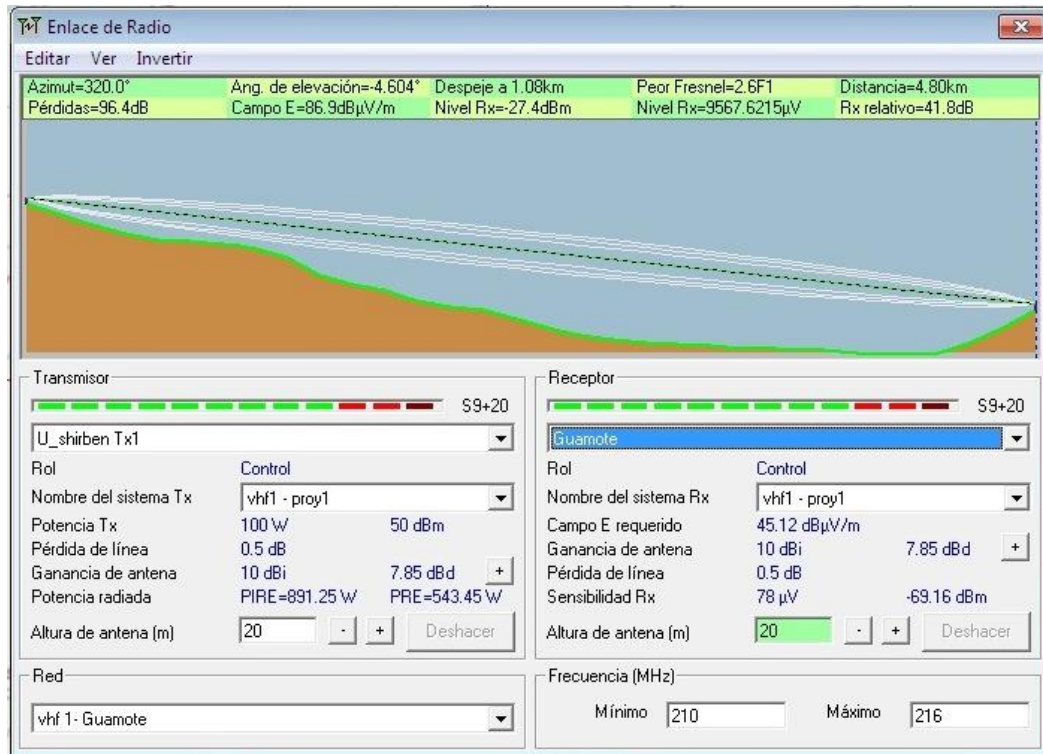 Enlace de Radio
Editar Ver Invertir
Azimut=320.0° Ang. de elevación=-4.604° Despeje a 1.08km Peor Fresnel=2.6F1 Distancia=4.80km
Pérdidas=96.4dB Campo E=86.9dBµV/m Nivel Rx=-27.4dBm Nivel Rx=9567.6215µV Rx relativo=41.8dB
Transmisor
S9+20
U_shirben Tx1
Rol Control
Nombre del sistema Tx vhf1 - proy1
Potencia Tx 100 W 50 dBm
Pérdida de línea 0.5 dB
Ganancia de antena 10 dBi 7.85 dBd +
Potencia radiada PIRE=891.25 W PRE=543.45 W
Altura de antena (m) 20 - + Deshacer
Red
vhf 1- Guamote
Receptor
S9+20
Guamote
Rol Control
Nombre del sistema Rx vhf1 - proy1
Campo E requerido 45.12 dBµV/m
Ganancia de antena 10 dBi 7.85 dBd +
Pérdida de línea 0.5 dB
Sensibilidad Rx 78 µV -69.16 dBm
Altura de antena (m) 20 - + Deshacer
Frecuencia (MHz)
Mínimo 210 Máximo 216